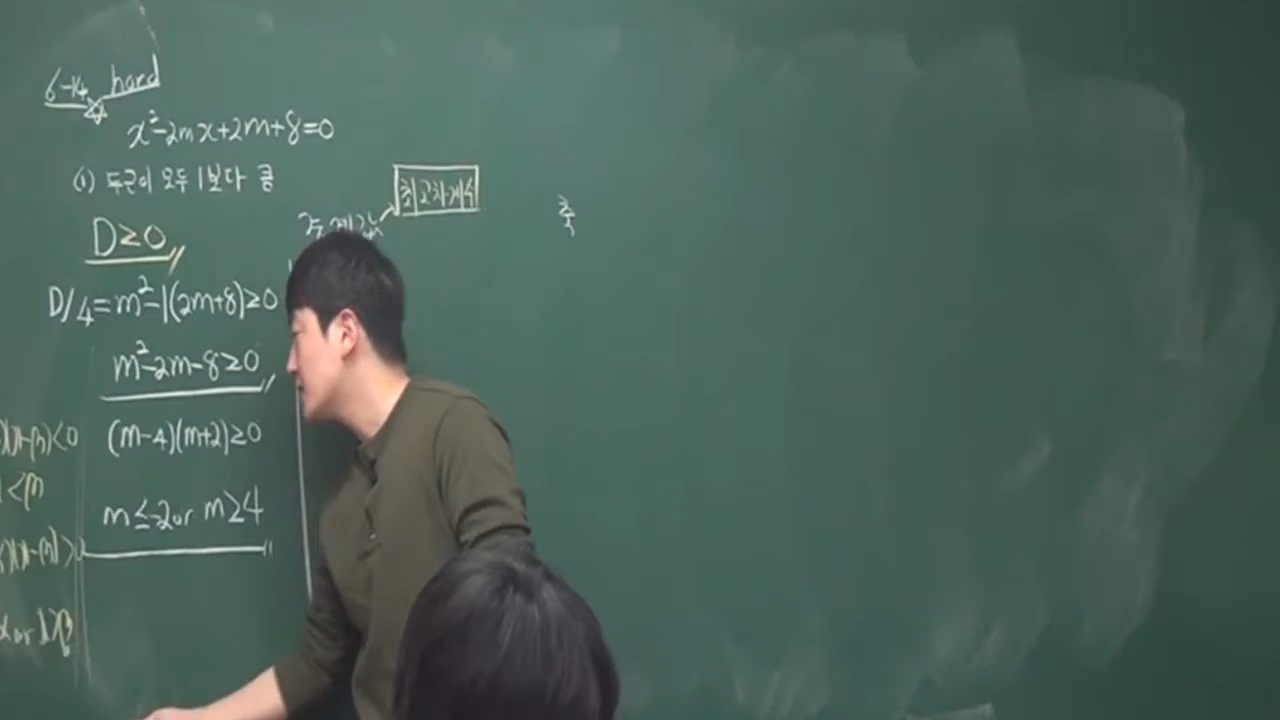 6-14 hard
x²-2mx+2m+8=0
(1) 두근이 모두 1보다 큼
D≥0
최고차계수
축
D/4=m²-1(2m+8)≥0
m²-2m-8≥0
(m-4)(m+2)≥0
m≤-2 or m≥4